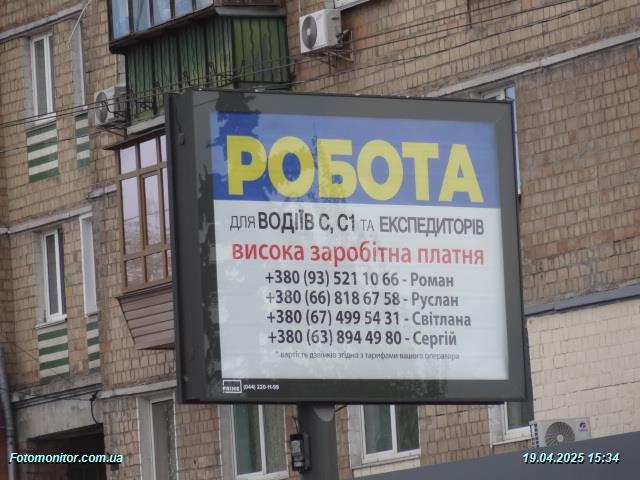 РОБОТА
для ВОДІЇВ С, С1 та ЕКСПЕДИТОРІВ
висока заробітна платня
+380 (93) 521 10 66 - Роман
+380 (66) 818 67 58 - Руслан
+380 (67) 499 54 31 - Світлана
+380 (63) 894 49 80 - Сергій
* вартість дзвінків згідно з тарифами вашого оператора
PRIME (044) 220-11-99
Fotomonitor.com.ua
19.04.2025 15:34